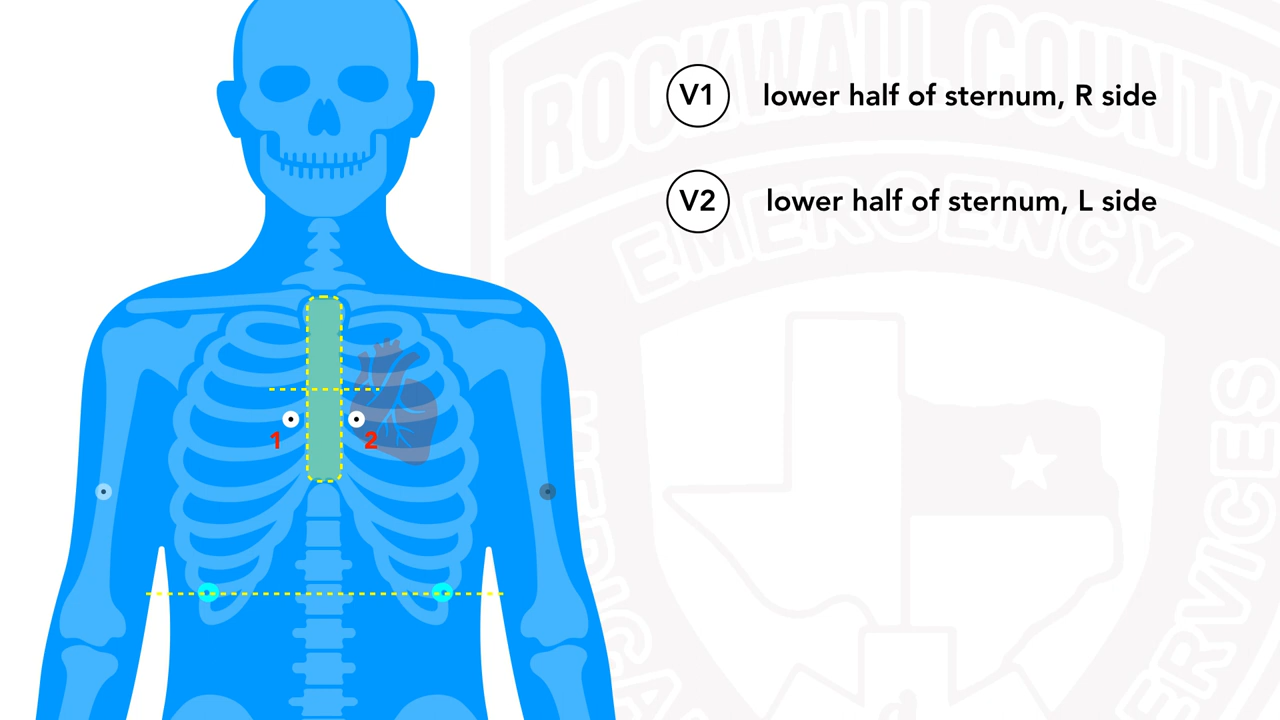 ROCKWALL COUNTY
EMERGENCY
V1 lower half of sternum, R side
V2 lower half of sternum, L side
1 2